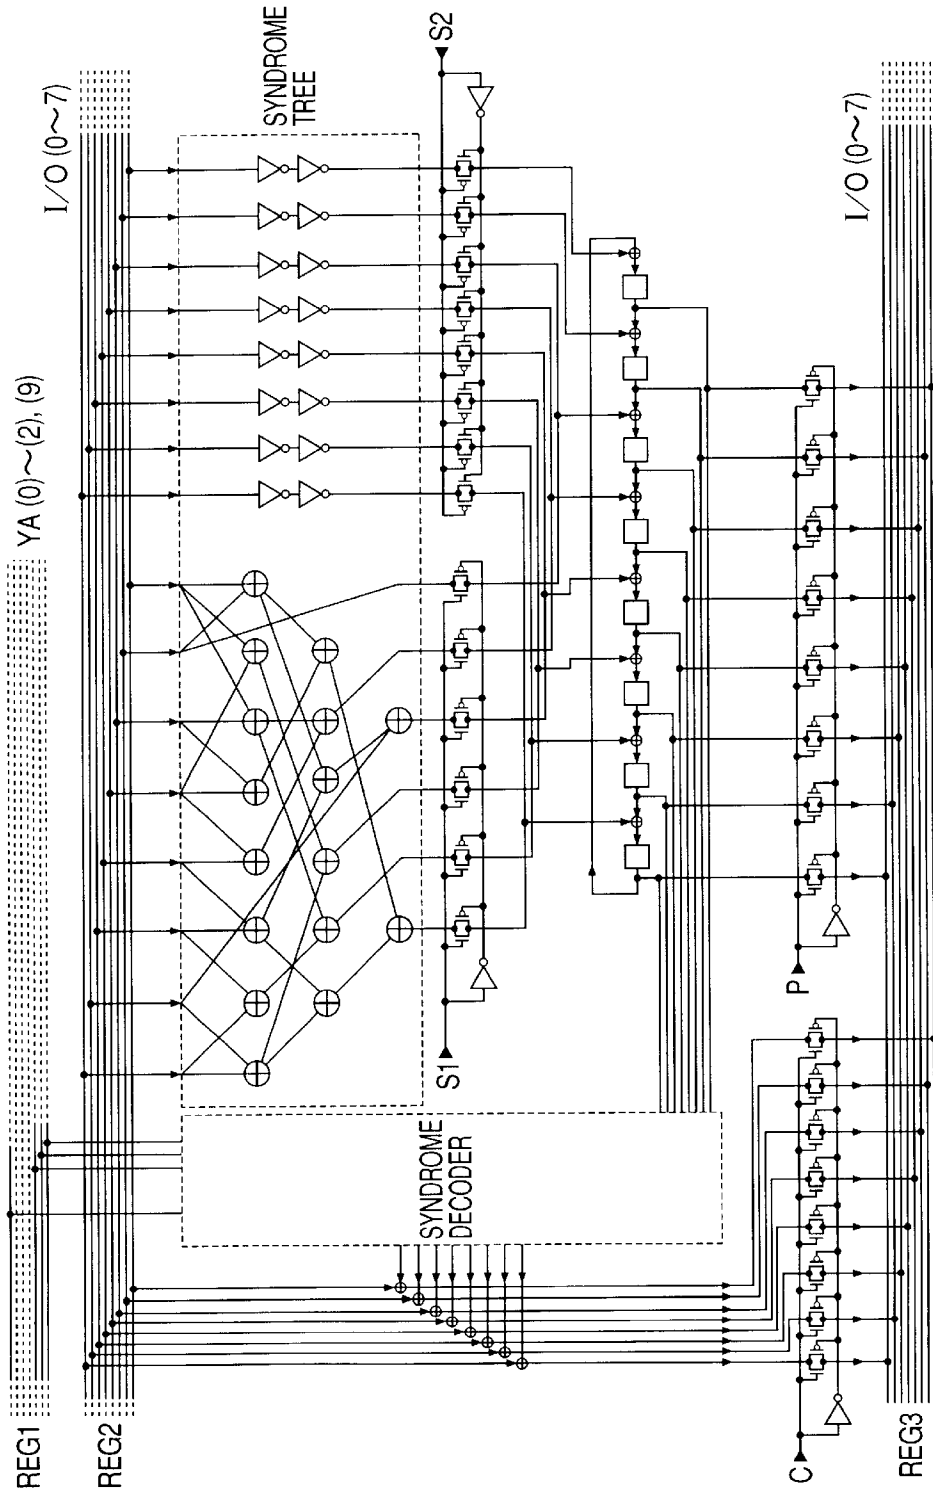 REG1
YA (0)~(2), (9)
REG2
I/O (0~7)
SYNDROME
TREE
SYNDROME
DECODER
S1
S2
C
P
REG3
I/O (0~7)